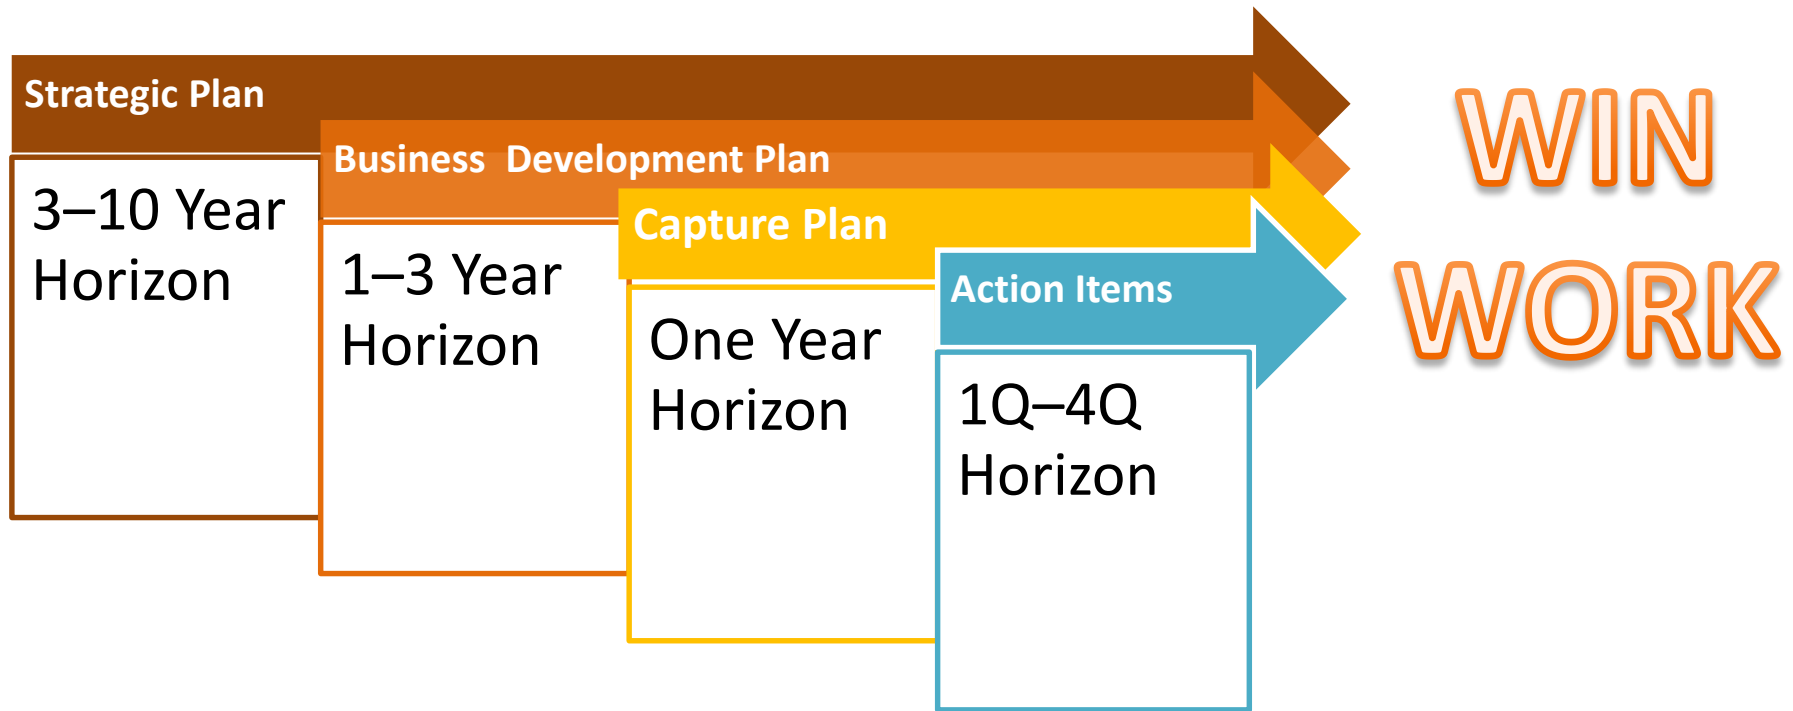 Strategic Plan
3–10 Year
Horizon
Business  Development Plan
1–3 Year
Horizon
Capture Plan
One Year
Horizon
Action Items
1Q–4Q
Horizon
WIN
WORK